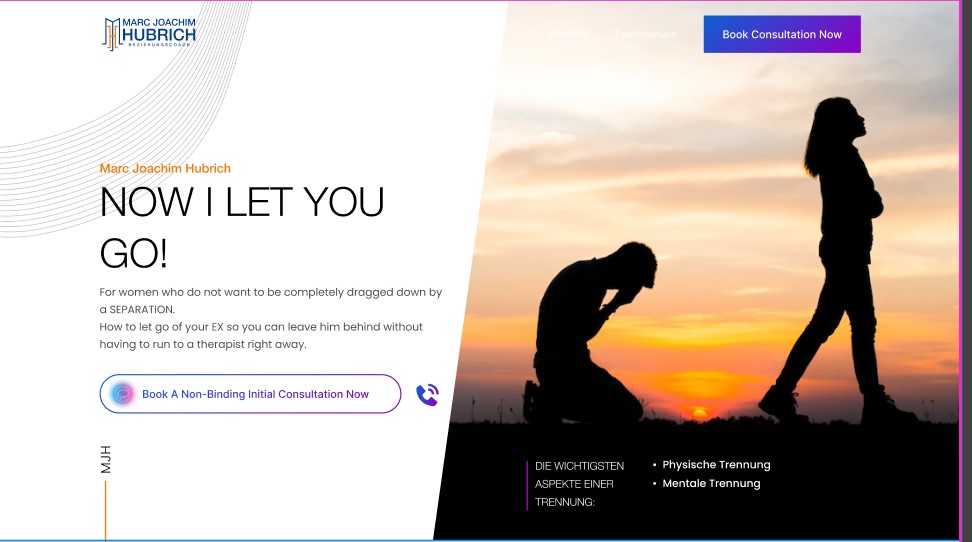 MARC JOACHIM
HUBRICH
BEZIEHUNGSCOACH
Testimonials
Book Consultation Now
Marc Joachim Hubrich
NOW I LET YOU
GO!
For women who do not want to be completely dragged down by
a SEPARATION.
How to let go of your EX so you can leave him behind without
having to run to a therapist right away.
Book A Non-Binding Initial Consultation Now
MJH
DIE WICHTIGSTEN
ASPEKTE EINER
TRENNUNG:
• Physische Trennung
• Mentale Trennung